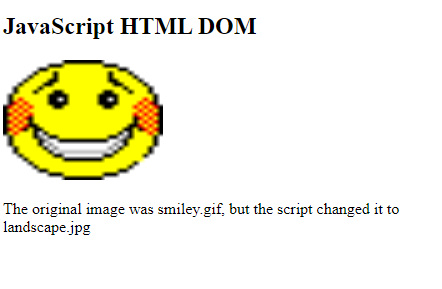 JavaScript HTML DOM
The original image was smiley.gif, but the script changed it to
landscape.jpg